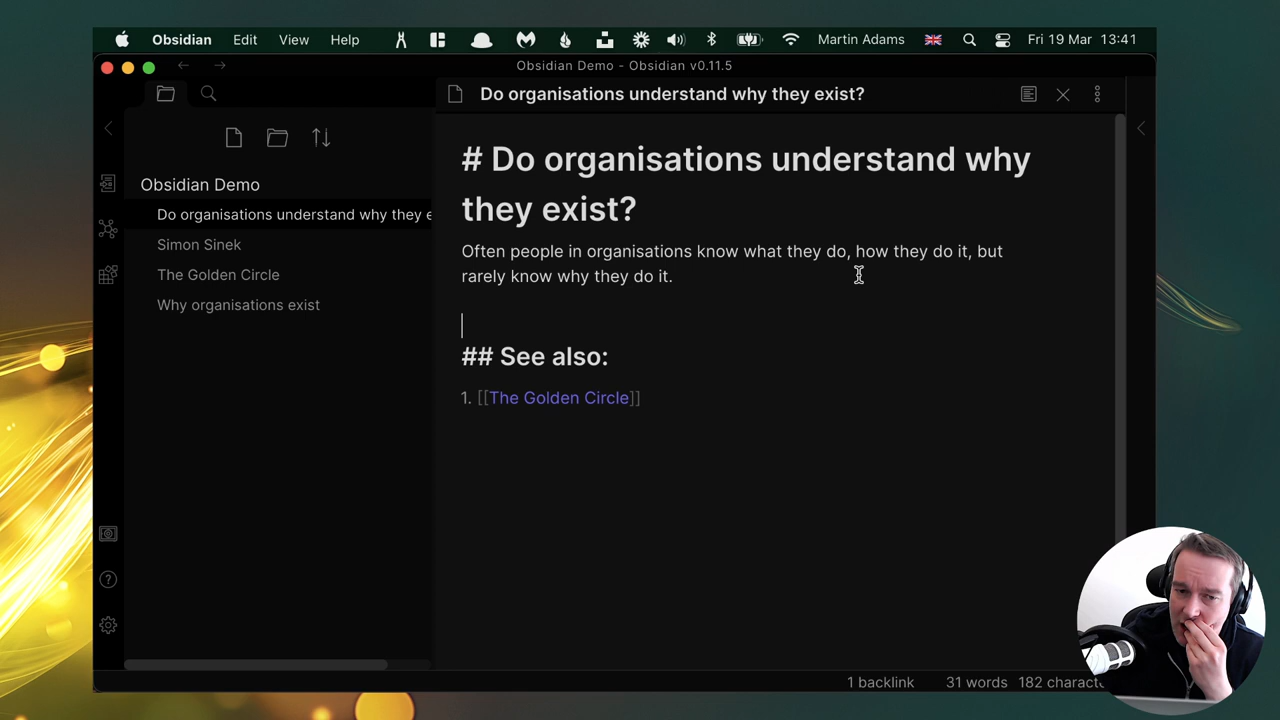 Obsidian Edit View Help Martin Adams Fri 19 Mar 13:41
Obsidian Demo - Obsidian v0.11.5
Do organisations understand why they exist?
Obsidian Demo
Do organisations understand why they e
Simon Sinek
The Golden Circle
Why organisations exist
# Do organisations understand why
they exist?
Often people in organisations know what they do, how they do it, but
rarely know why they do it.
## See also:
1. [[The Golden Circle]]
1 backlink 31 words 182 characte